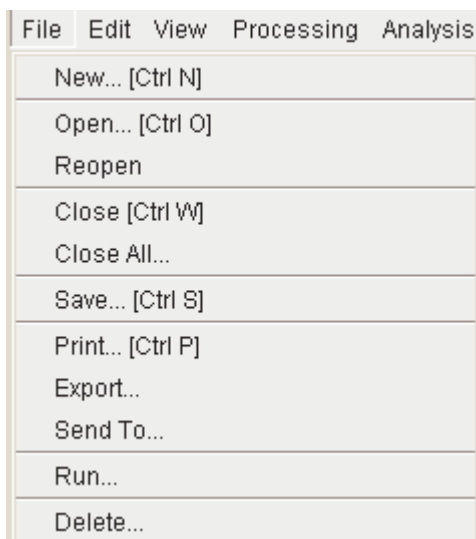 File Edit View Processing Analysis
New... [Ctrl N]
Open... [Ctrl O]
Reopen
Close [Ctrl W]
Close All...
Save... [Ctrl S]
Print... [Ctrl P]
Export...
Send To...
Run...
Delete...